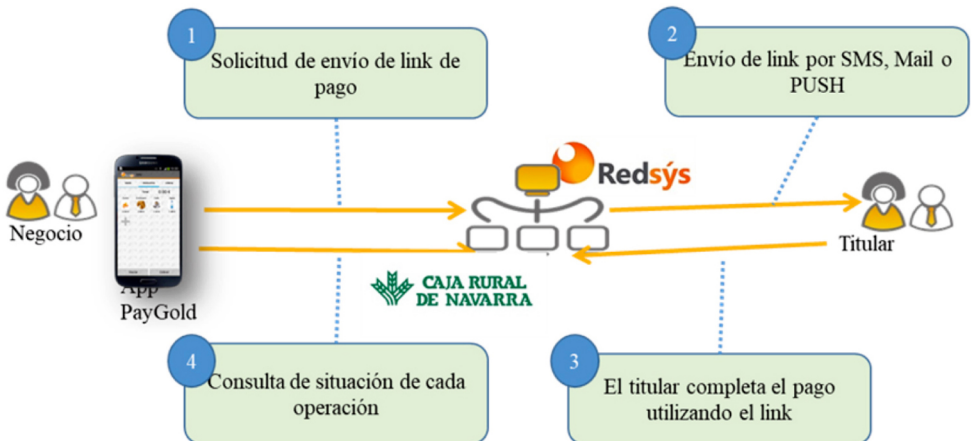 1
Solicitud de envío de link de
pago
2
Envío de link por SMS, Mail o
PUSH
Redsýs
Negocio
Titular
CAJA RURAL
DE NAVARRA
App
PayGold
4
Consulta de situación de cada
operación
3
El titular completa el pago
utilizando el link